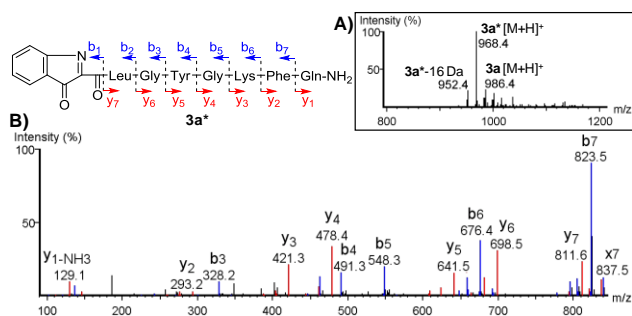 A)
Intensity (%)
100
50
3a* [M+H]⁺
968.4
3a*-16 Da
952.4
3a [M+H]⁺
986.4
800
1000
1200
m/z
b1 b2 b3 b4 b5 b6 b7
N
O
O
Leu Gly Tyr Gly Lys Phe Gln-NH2
y7 y6 y5 y4 y3 y2 y1
3a*
B)
Intensity (%)
100
50
y1-NH3
129.1
y2
293.2
b3
328.2
y3
421.3
y4
478.4
b4
491.3
b5
548.3
y5
641.5
b6
676.4
y6
698.5
y7
811.6
b7
823.5
x7
837.5
100 200 300 400 500 600 700 800
m/z